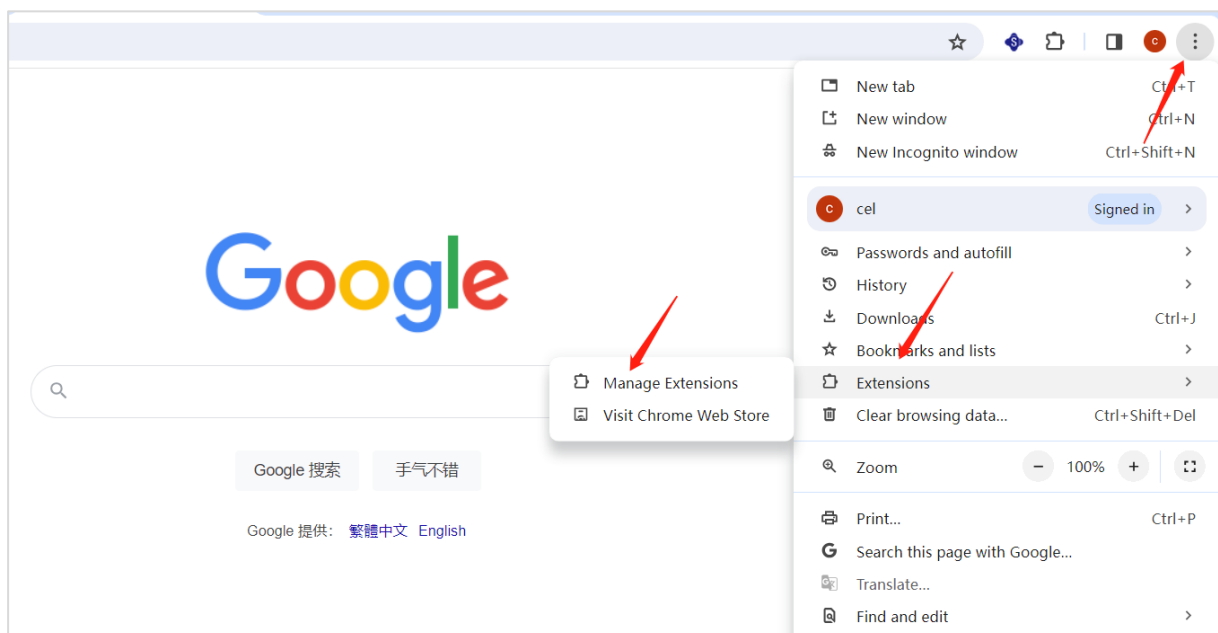 S
c
New tab Ctrl+T
New window Ctrl+N
New Incognito window Ctrl+Shift+N
c cel Signed in
Passwords and autofill
History
Downloads Ctrl+J
Bookmarks and lists
Extensions
Clear browsing data... Ctrl+Shift+Del
Zoom − 100% +
Print... Ctrl+P
G Search this page with Google...
Translate...
Find and edit
Manage Extensions
Visit Chrome Web Store
Google
Google 搜索 手气不错
Google 提供： 繁體中文 English